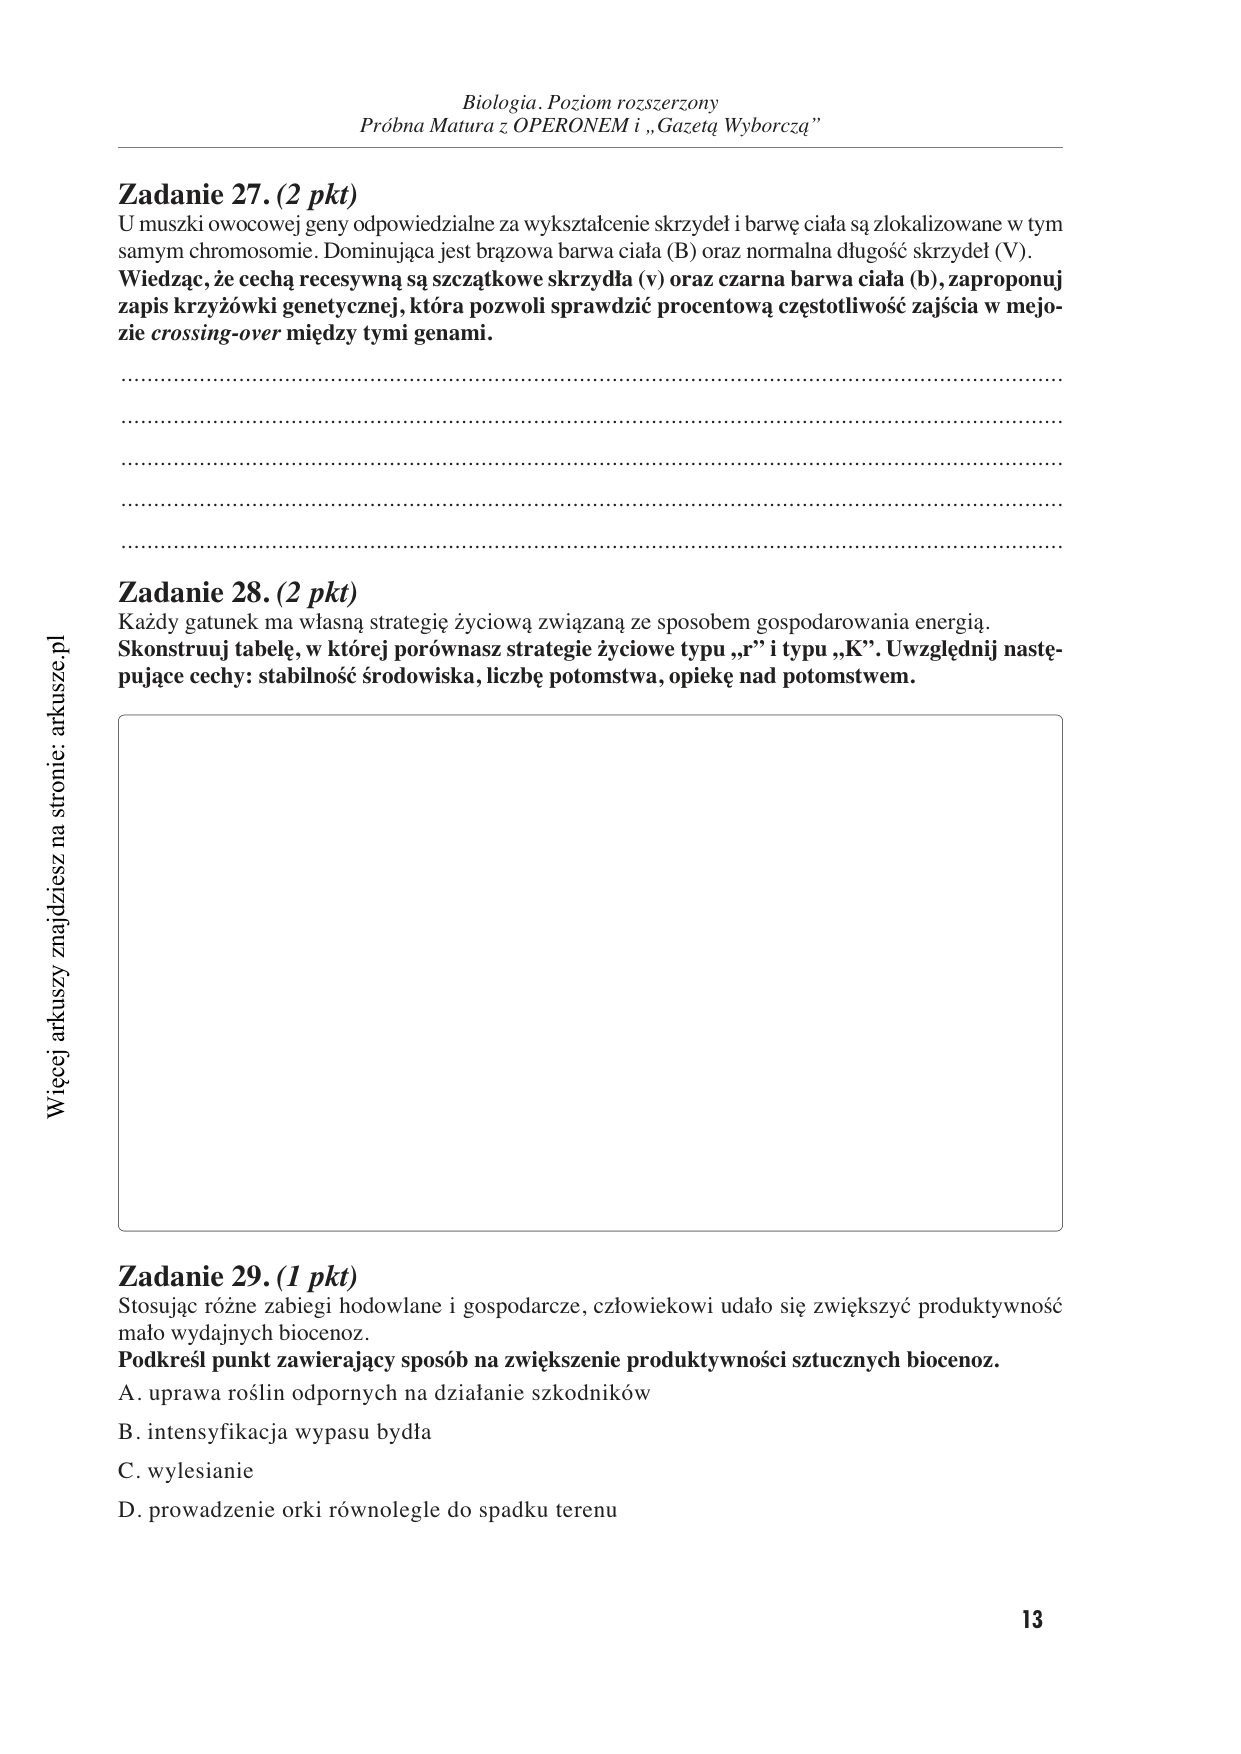 Biologia. Poziom rozszerzony
Próbna Matura z OPERONEM i „Gazetą Wyborczą”
Zadanie 27. (2 pkt)
U muszki owocowej geny odpowiedzialne za wykształcenie skrzydeł i barwę ciała są zlokalizowane w tym
samym chromosomie. Dominująca jest brązowa barwa ciała (B) oraz normalna długość skrzydeł (V).
Wiedząc, że cechą recesywną są szczątkowe skrzydła (v) oraz czarna barwa ciała (b), zaproponuj
zapis krzyżówki genetycznej, która pozwoli sprawdzić procentową częstotliwość zajścia w mejo-
zie crossing-over między tymi genami.
Zadanie 28. (2 pkt)
Każdy gatunek ma własną strategię życiową związaną ze sposobem gospodarowania energią.
Skonstruuj tabelę, w której porównasz strategie życiowe typu „r” i typu „K”. Uwzględnij nastę-
pujące cechy: stabilność środowiska, liczbę potomstwa, opiekę nad potomstwem.
Zadanie 29. (1 pkt)
Stosując różne zabiegi hodowlane i gospodarcze, człowiekowi udało się zwiększyć produktywność
mało wydajnych biocenoz.
Podkreśl punkt zawierający sposób na zwiększenie produktywności sztucznych biocenoz.
A. uprawa roślin odpornych na działanie szkodników
B. intensyfikacja wypasu bydła
C. wylesianie
D. prowadzenie orki równolegle do spadku terenu
13
Więcej arkuszy znajdziesz na stronie: arkusze.pl